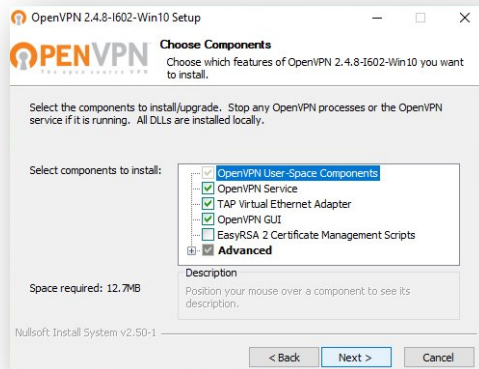 OpenVPN 2.4.8-I602-Win10 Setup
OPENVPN
The open source VPN
Choose Components
Choose which features of OpenVPN 2.4.8-I602-Win10 you want
to install.
Select the components to install/upgrade. Stop any OpenVPN processes or the OpenVPN
service if it is running. All DLLs are installed locally.
Select components to install:
OpenVPN User-Space Components
OpenVPN Service
TAP Virtual Ethernet Adapter
OpenVPN GUI
EasyRSA 2 Certificate Management Scripts
Advanced
Space required: 12.7MB
Description
Position your mouse over a component to see its
description.
Nullsoft Install System v2.50-1
< Back
Next >
Cancel